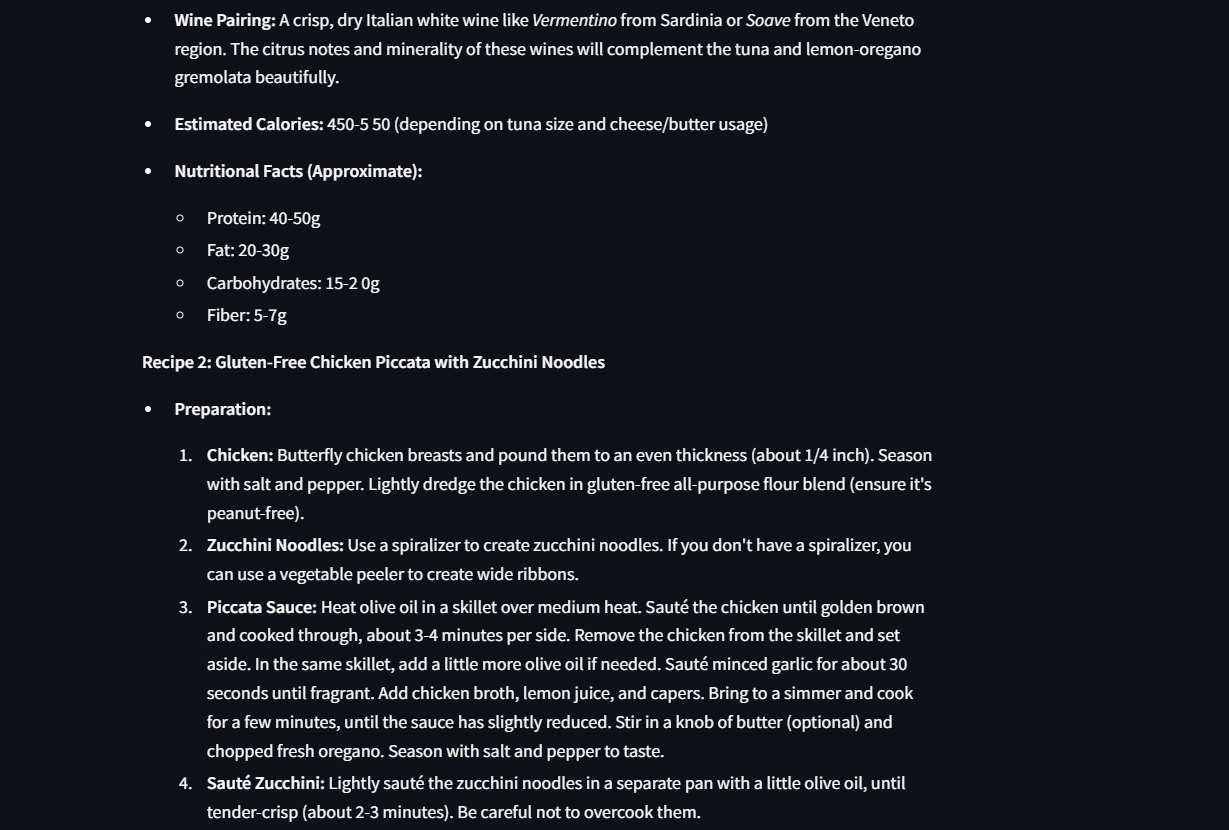 • Wine Pairing: A crisp, dry Italian white wine like Vermentino from Sardinia or Soave from the Veneto
region. The citrus notes and minerality of these wines will complement the tuna and lemon-oregano
gremolata beautifully.
• Estimated Calories: 450-5 50 (depending on tuna size and cheese/butter usage)
• Nutritional Facts (Approximate):
○ Protein: 40-50g
○ Fat: 20-30g
○ Carbohydrates: 15-2 0g
○ Fiber: 5-7g
Recipe 2: Gluten-Free Chicken Piccata with Zucchini Noodles
• Preparation:
1. Chicken: Butterfly chicken breasts and pound them to an even thickness (about 1/4 inch). Season
with salt and pepper. Lightly dredge the chicken in gluten-free all-purpose flour blend (ensure it's
peanut-free).
2. Zucchini Noodles: Use a spiralizer to create zucchini noodles. If you don't have a spiralizer, you
can use a vegetable peeler to create wide ribbons.
3. Piccata Sauce: Heat olive oil in a skillet over medium heat. Sauté the chicken until golden brown
and cooked through, about 3-4 minutes per side. Remove the chicken from the skillet and set
aside. In the same skillet, add a little more olive oil if needed. Sauté minced garlic for about 30
seconds until fragrant. Add chicken broth, lemon juice, and capers. Bring to a simmer and cook
for a few minutes, until the sauce has slightly reduced. Stir in a knob of butter (optional) and
chopped fresh oregano. Season with salt and pepper to taste.
4. Sauté Zucchini: Lightly sauté the zucchini noodles in a separate pan with a little olive oil, until
tender-crisp (about 2-3 minutes). Be careful not to overcook them.